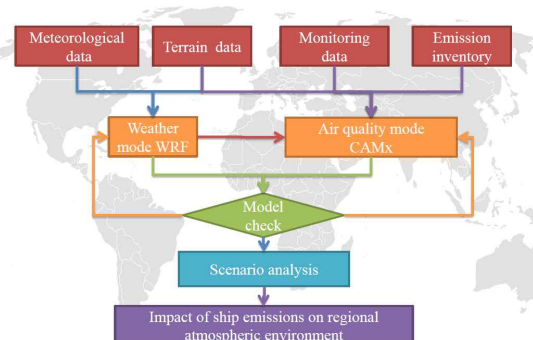 Meteorological
data
Terrain data
Monitoring
data
Emission
inventory
Weather
mode WRF
Air quality mode
CAMx
Model
check
Scenario analysis
Impact of ship emissions on regional
atmospheric environment